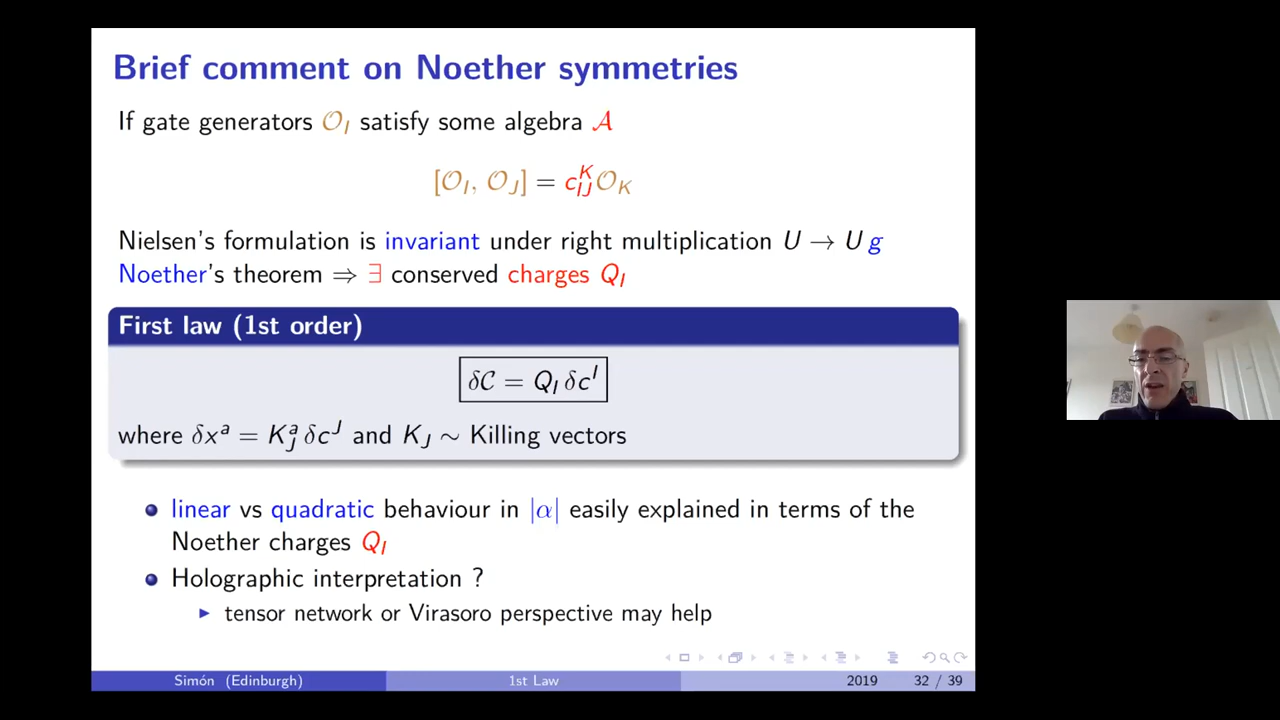 Brief comment on Noether symmetries
If gate generators 𝒪_I satisfy some algebra 𝒜
[𝒪_I, 𝒪_J] = c_{IJ}^K 𝒪_K
Nielsen's formulation is invariant under right multiplication U → U g
Noether's theorem ⇒ ∃ conserved charges Q_I
First law (1st order)
δ𝒞 = Q_I δc^I
where δx^a = K_J^a δc^J and K_J ∼ Killing vectors
linear vs quadratic behaviour in |α| easily explained in terms of the
Noether charges Q_I
Holographic interpretation ?
tensor network or Virasoro perspective may help
Simón (Edinburgh) 1st Law 2019 32 / 39